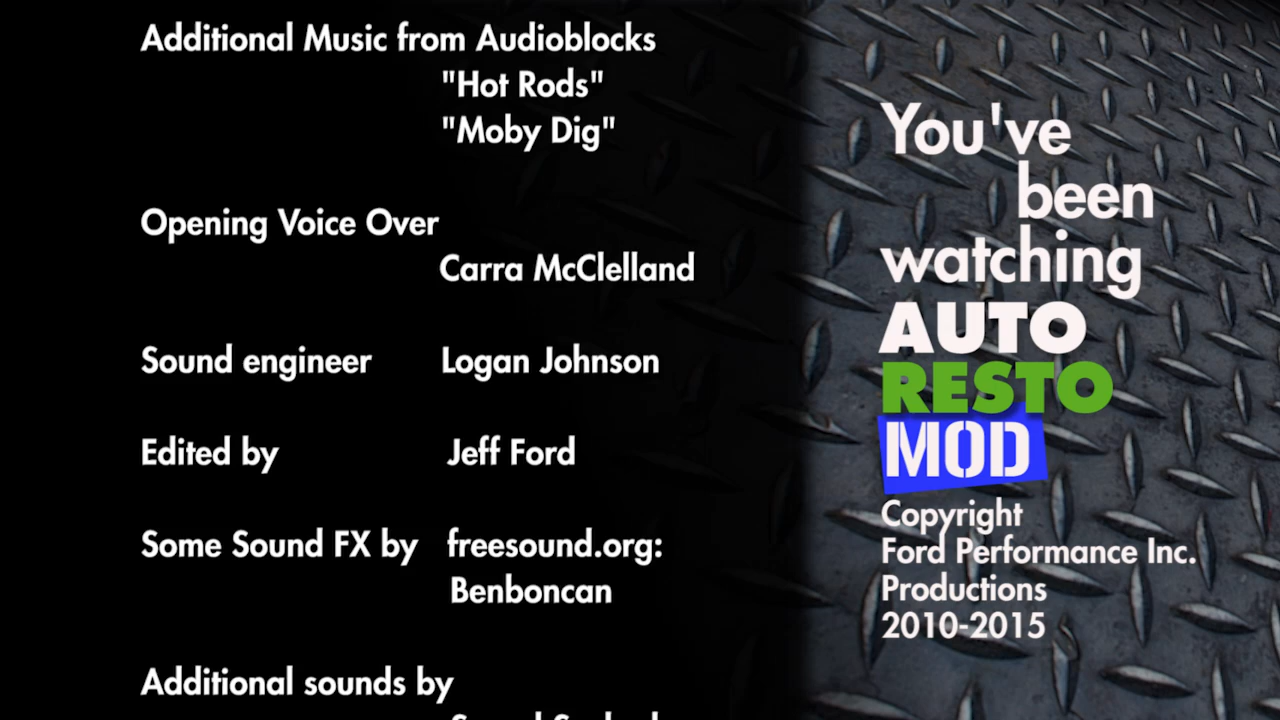 Additional Music from Audioblocks
"Hot Rods"
"Moby Dig"
Opening Voice Over
Carra McClelland
Sound engineer Logan Johnson
Edited by Jeff Ford
Some Sound FX by freesound.org:
Benboncan
Additional sounds by
You've
been
watching
AUTO
RESTO
MOD
Copyright
Ford Performance Inc.
Productions
2010-2015